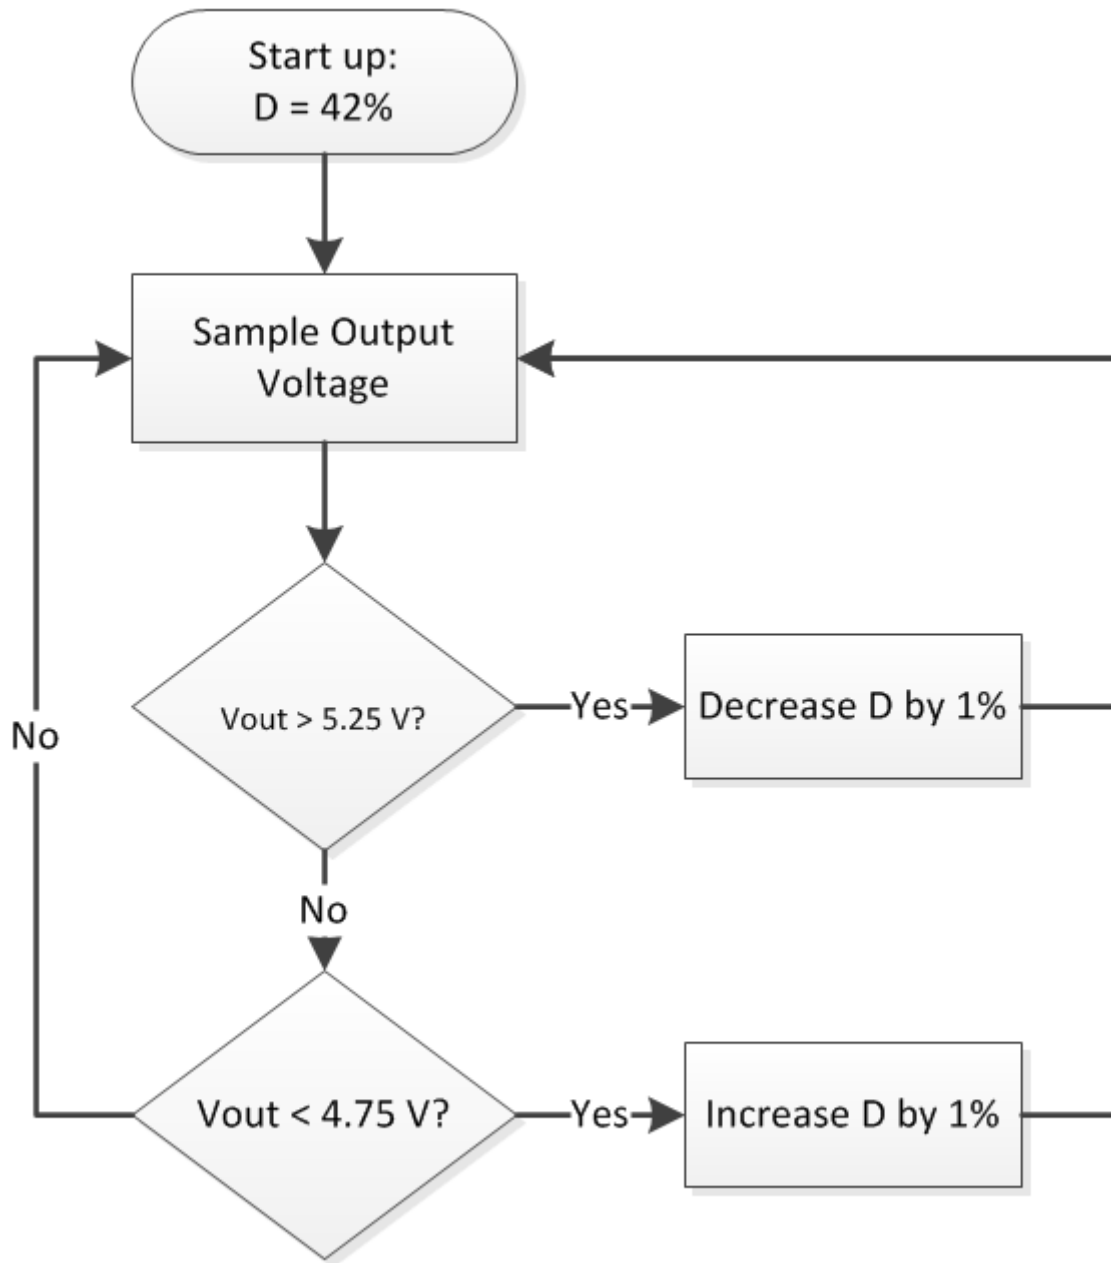 Start up:
D = 42%
Sample Output
Voltage
Vout > 5.25 V?
Yes
Decrease D by 1%
No
No
Vout < 4.75 V?
Yes
Increase D by 1%